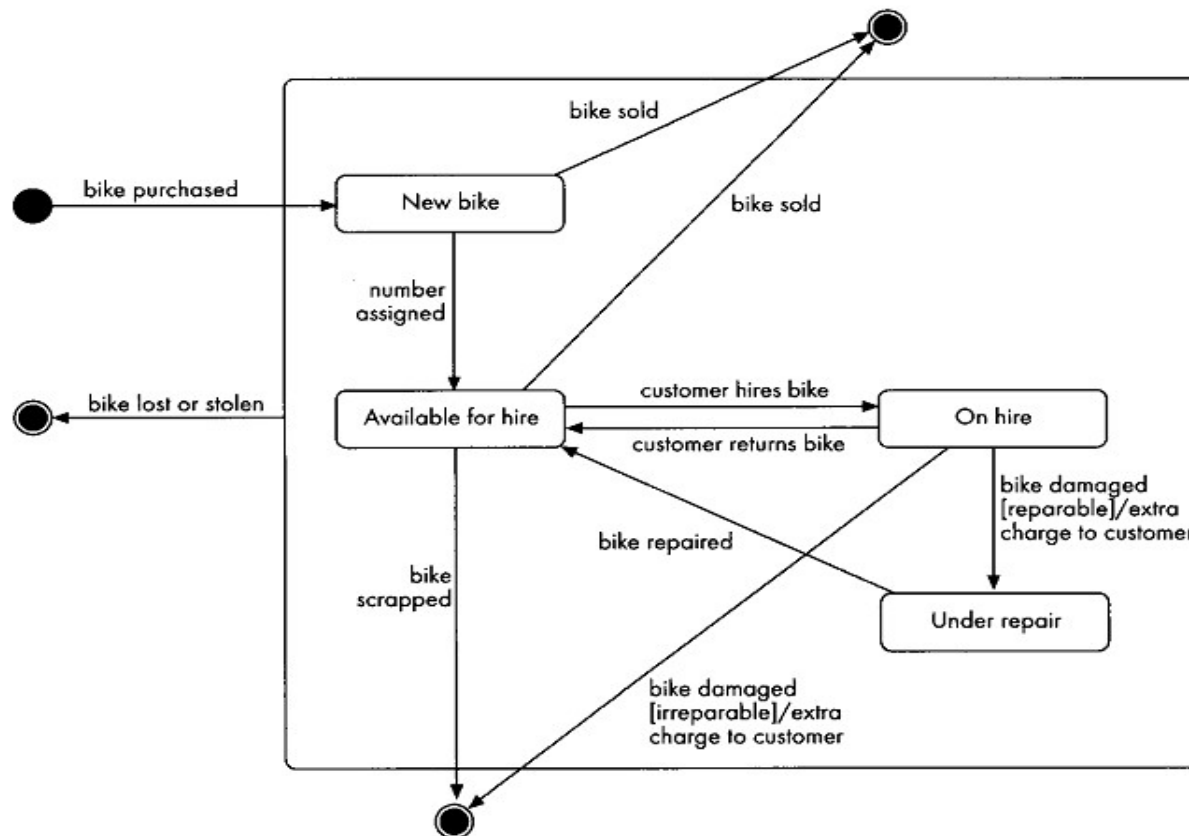 bike sold
bike purchased
New bike
bike sold
number
assigned
bike lost or stolen
Available for hire
customer hires bike
On hire
customer returns bike
bike damaged
[reparable]/extra
charge to customer
bike repaired
bike
scrapped
Under repair
bike damaged
[irreparable]/extra
charge to customer